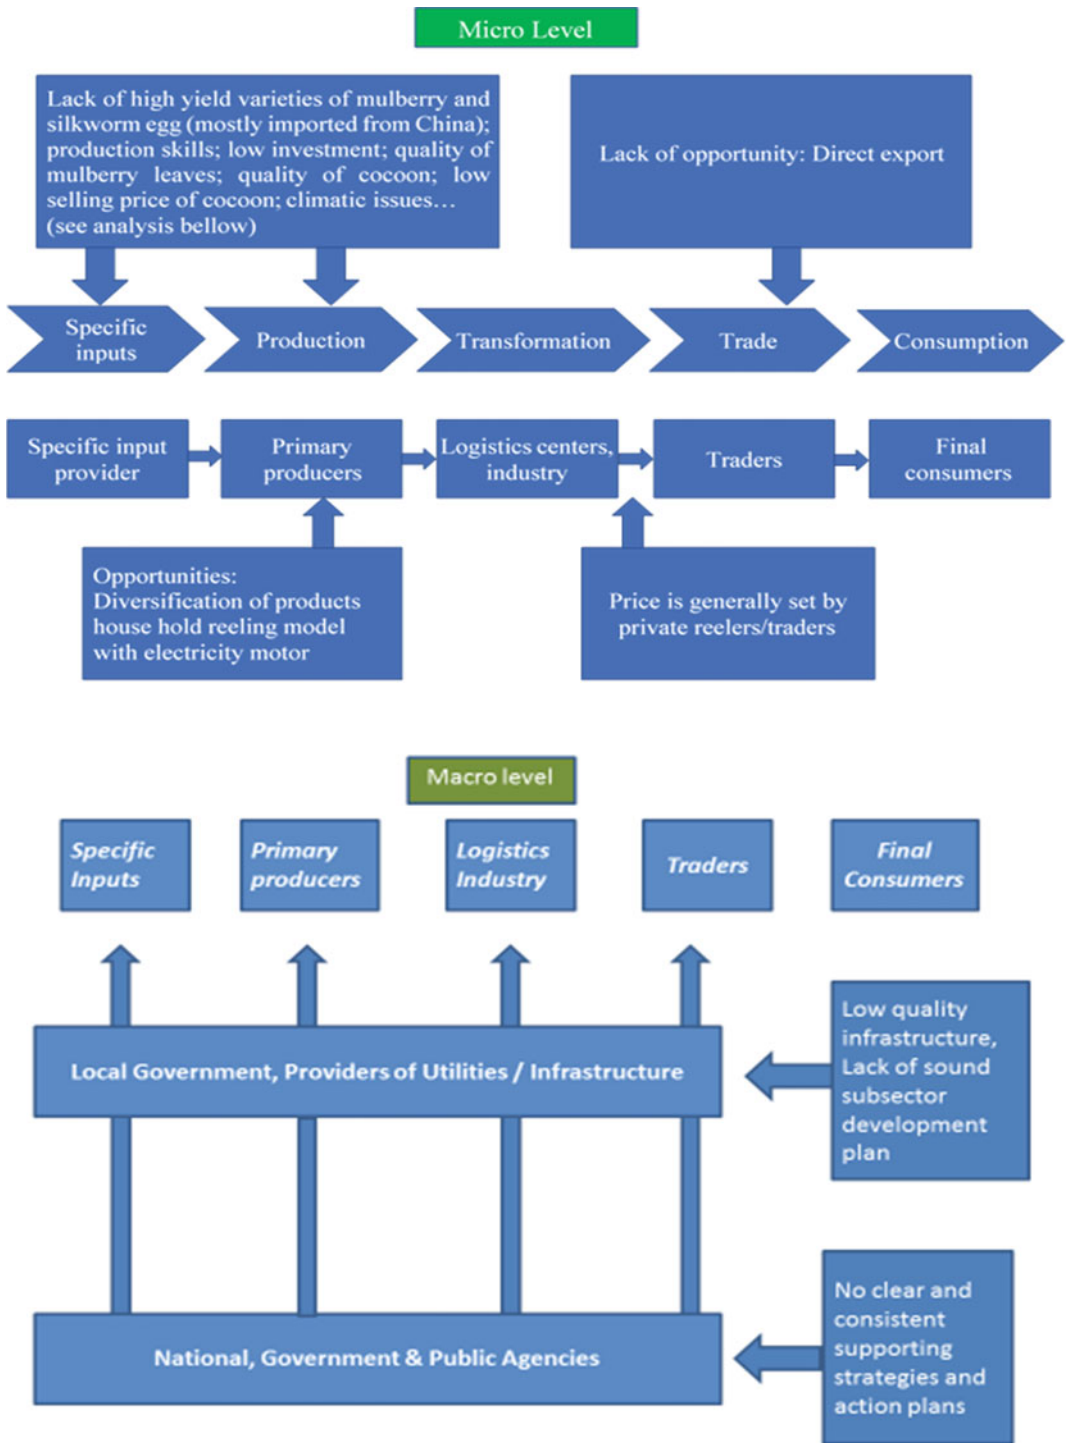 Micro Level
Lack of high yield varieties of mulberry and
silkworm egg (mostly imported from China);
production skills; low investment; quality of
mulberry leaves; quality of cocoon; low
selling price of cocoon; climatic issues…
(see analysis bellow)
Lack of opportunity: Direct export
Specific
inputs
Production
Transformation
Trade
Consumption
Specific input
provider
Primary
producers
Logistics centers,
industry
Traders
Final
consumers
Opportunities:
Diversification of products
house hold reeling model
with electricity motor
Price is generally set by
private reelers/traders
Macro level
Specific
Inputs
Primary
producers
Logistics
Industry
Traders
Final
Consumers
Local Government, Providers of Utilities / Infrastructure
Low quality
infrastructure,
Lack of sound
subsector
development
plan
National, Government & Public Agencies
No clear and
consistent
supporting
strategies and
action plans